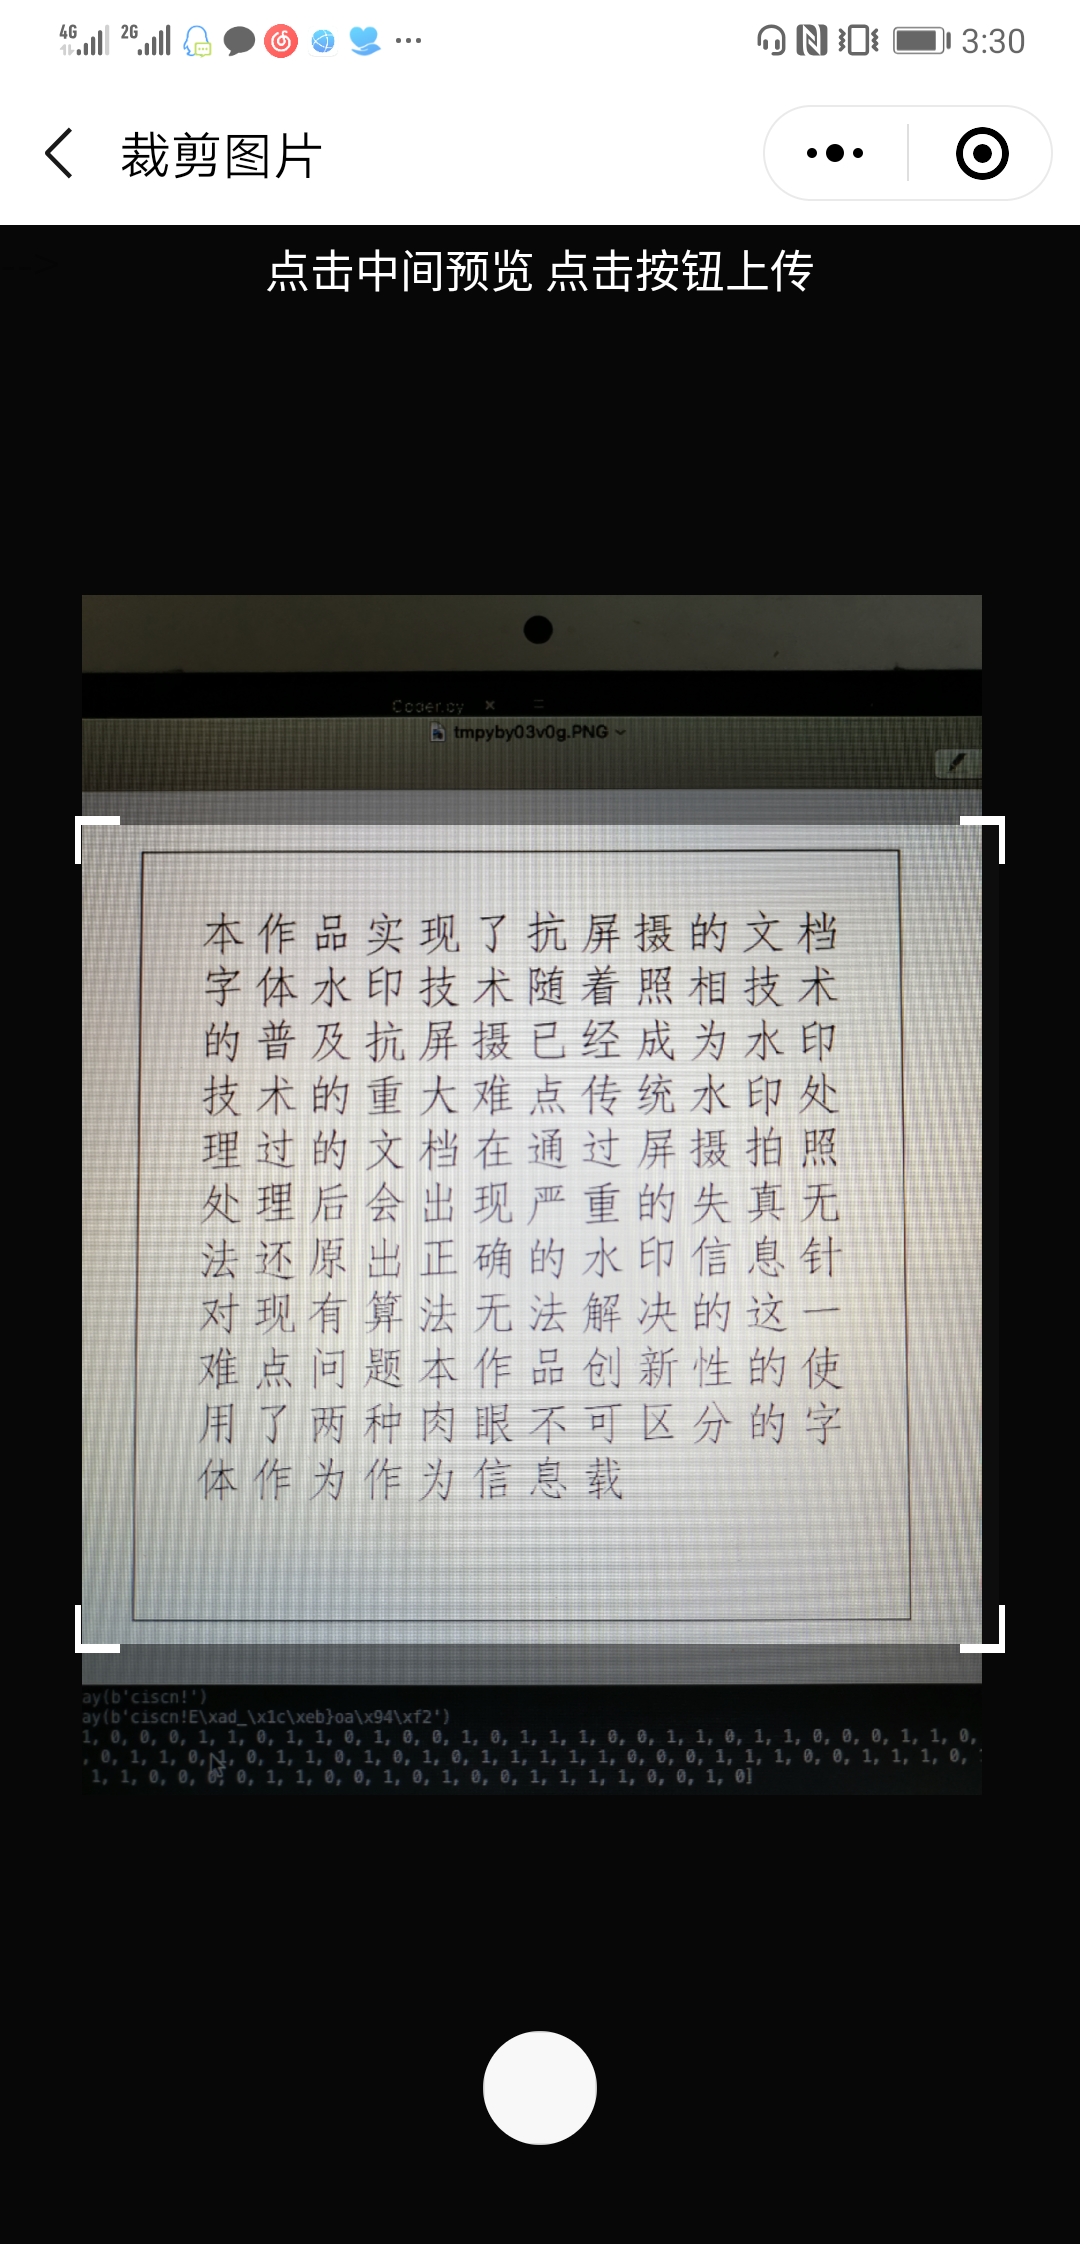 4G 2G 3:30
裁剪图片
点击中间预览 点击按钮上传
Coder.py ×
tmpyby03v0g.PNG
本作品实现了抗屏摄的文档
字体水印技术随着照相技术
的普及抗屏摄已经成为水印
技术的重大难点传统水印处
理过的文档在通过屏摄拍照
处理后会出现严重的失真无
法还原出正确的水印信息针
对现有算法无法解决的这一
难点问题本作品创新性的使
用了两种肉眼不可区分的字
体作为作为信息载
ay(b'ciscn!')
ay(b'ciscn!E\xad_\x1c\xeb}oa\x94\xf2')
1, 0, 0, 0, 1, 1, 0, 1, 1, 0, 1, 0, 0, 1, 0, 1, 1, 1, 0, 0, 1, 1, 0, 1, 1, 0, 0, 0, 1, 1, 0,
, 0, 1, 1, 0, 1, 0, 1, 1, 0, 1, 0, 1, 0, 1, 1, 1, 1, 1, 0, 0, 0, 1, 1, 1, 0, 0, 1, 1, 1, 0,
1, 1, 0, 0, 0, 0, 1, 1, 0, 0, 1, 0, 1, 0, 0, 1, 1, 1, 1, 0, 0, 1, 0]